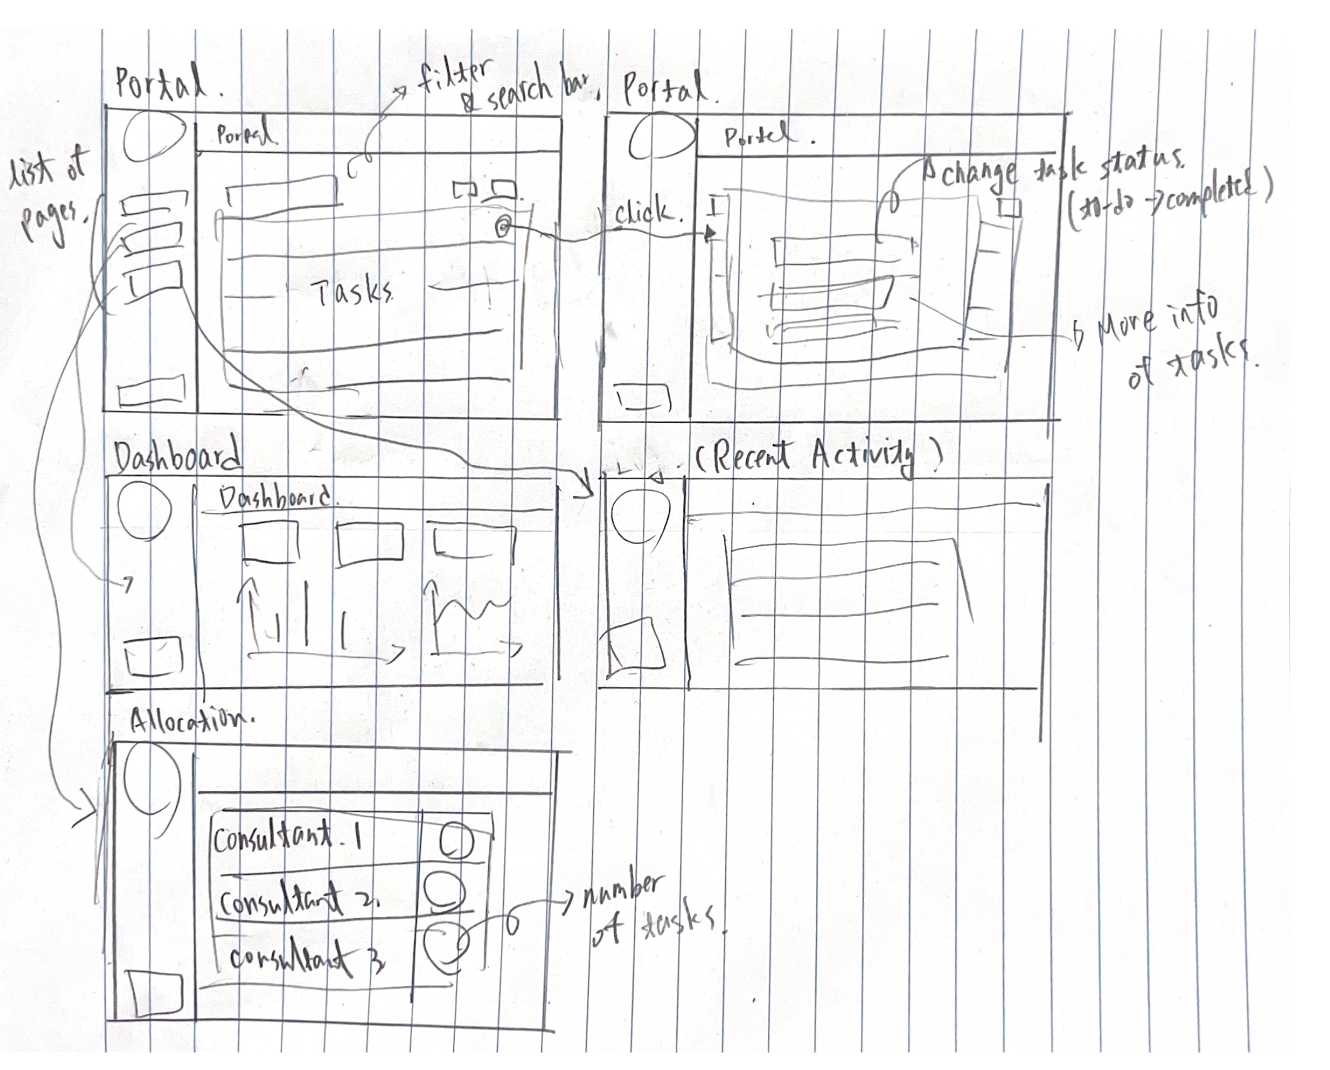 Portal.
filter
& search bar.
Portal.
list of
pages.
Portal
Portal.
change task status.
(to-do → completed)
click.
Tasks
More info
of tasks.
Dashboard
(Recent Activity)
Dashboard.
Allocation.
Consultant. 1
Consultant 2.
Consultant 3
number
of tasks.